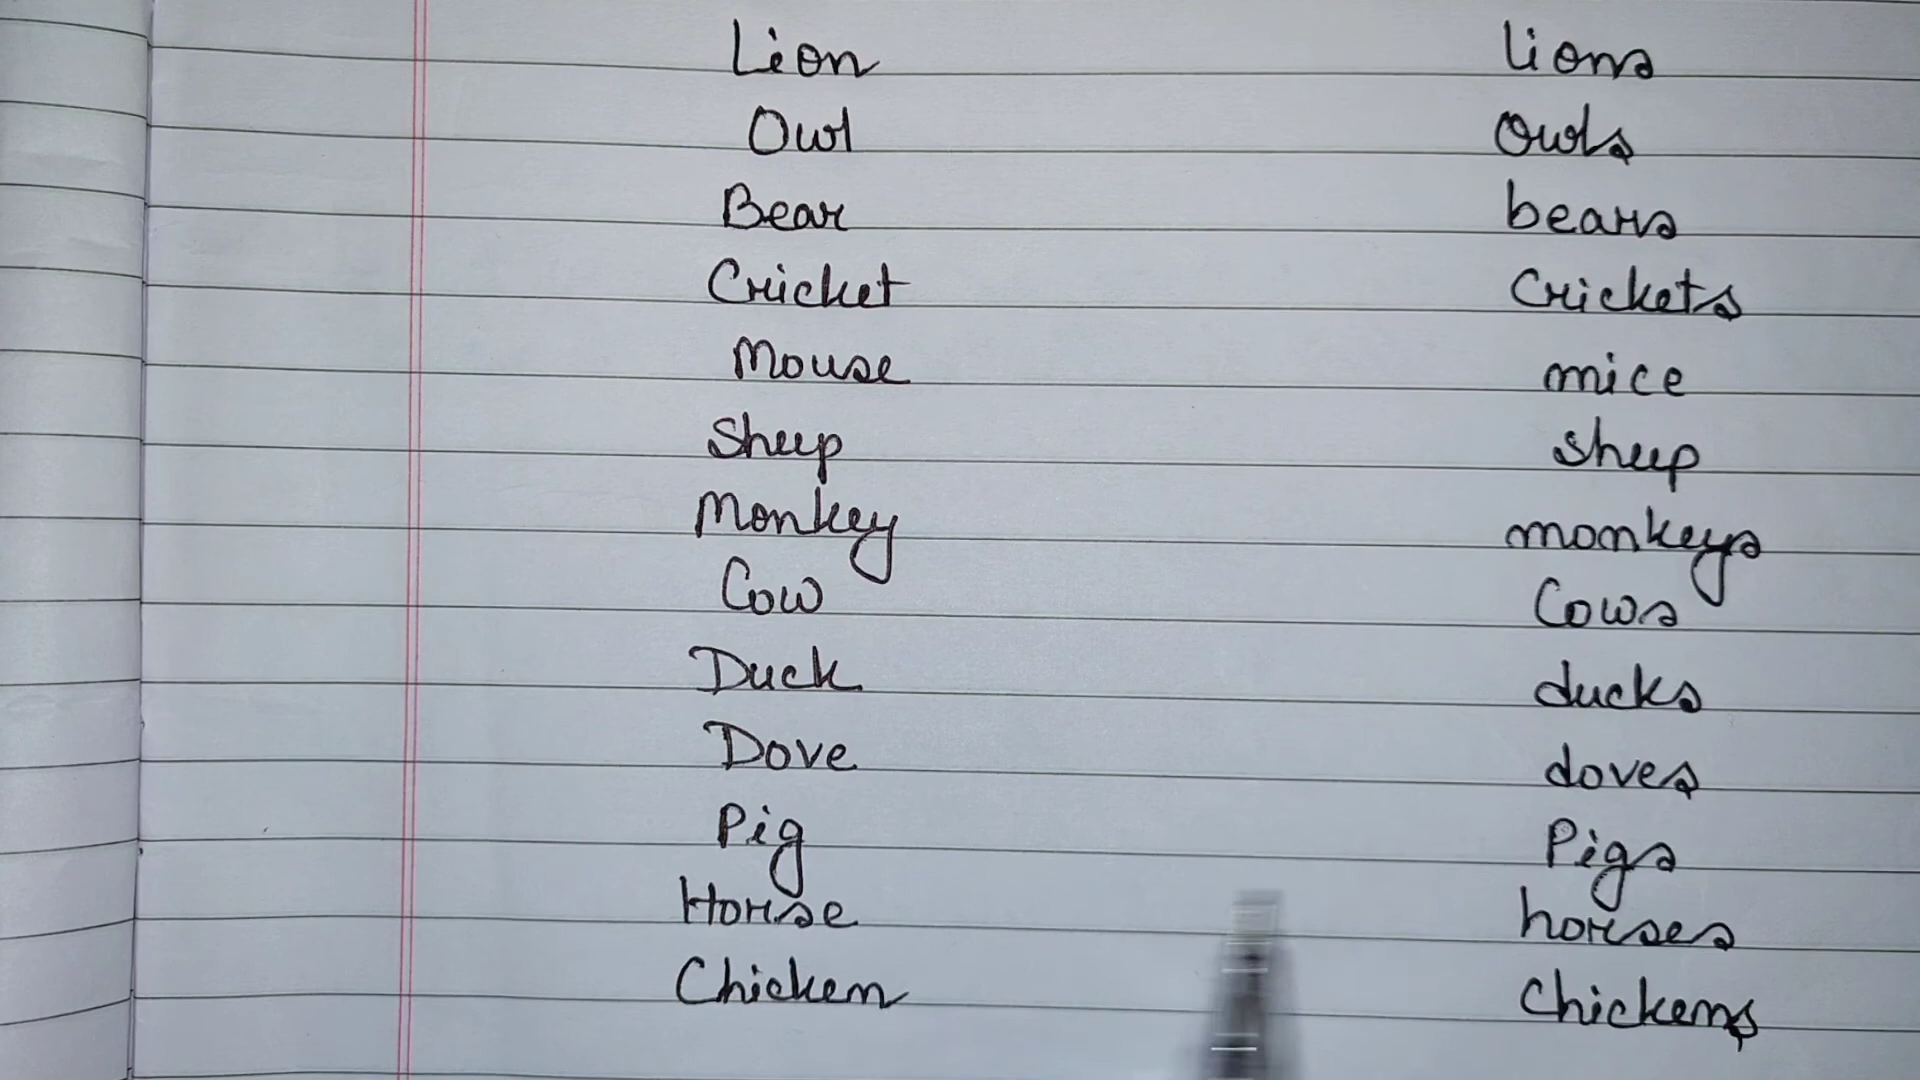 Lion lions
Owl Owls
Bear bears
Cricket Crickets
Mouse mice
Sheep sheep
Monkey monkeys
Cow Cows
Duck ducks
Dove doves
Pig Pigs
Horse horses
Chicken Chickens